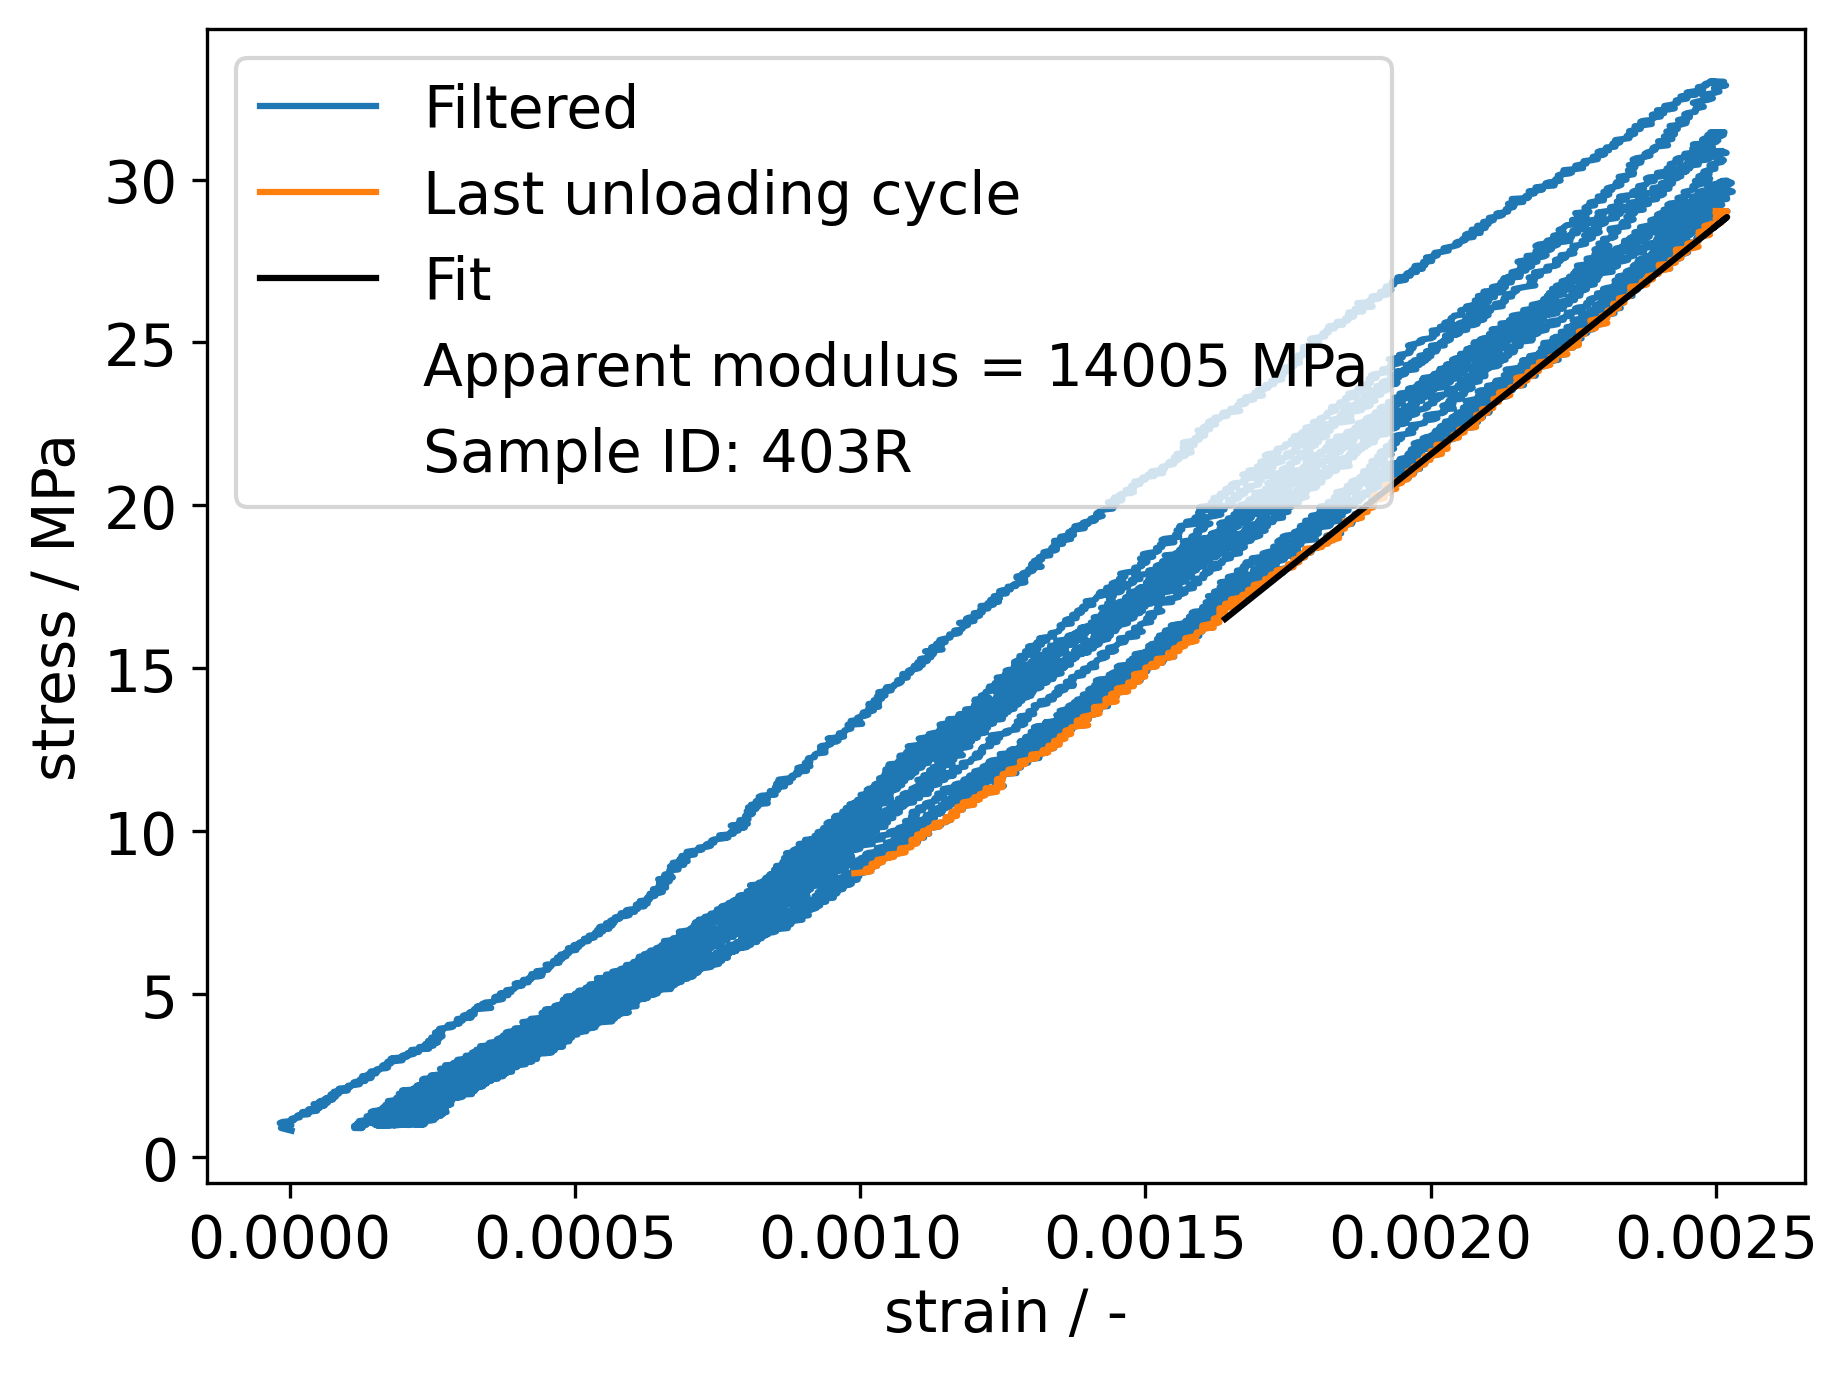 Filtered
Last unloading cycle
Fit
Apparent modulus = 14005 MPa
Sample ID: 403R
stress / MPa
30
25
20
15
10
5
0
0.0000 0.0005 0.0010 0.0015 0.0020 0.0025
strain / -